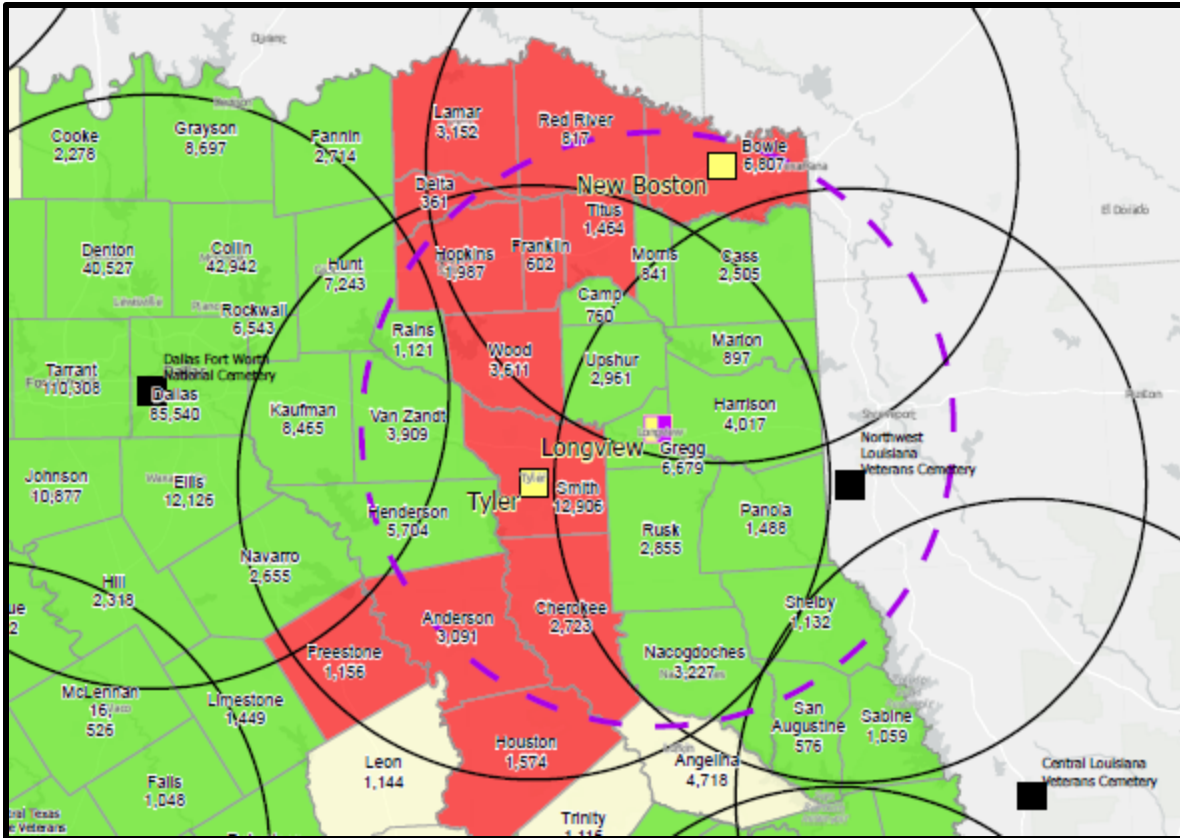 Lamar
3,152
Red River
817
Bowie
6,807
Cooke
2,278
Grayson
8,697
Fannin
2,714
Delta
361
New Boston
Titus
1,464
El Dorado
Denton
40,527
Collin
42,942
Hunt
7,243
Hopkins
1,987
Franklin
602
Morris
841
Cass
2,505
Rockwall
6,543
Camp
760
Rains
1,121
Wood
3,611
Marion
897
Tarrant
110,308
Dallas Fort Worth
National Cemetery
Dallas
85,540
Upshur
2,961
Kaufman
8,465
Van Zandt
3,909
Harrison
4,017
Longview
Gregg
6,679
Northwest
Louisiana
Veterans Cemetery
Johnson
10,877
Ellis
12,126
Tyler
Tyler
Smith
12,906
Henderson
5,704
Rusk
2,855
Panola
1,488
Navarro
2,655
Hill
2,318
Anderson
3,091
Cherokee
2,723
Shelby
1,132
Freestone
1,156
Nacogdoches
3,227
McLennan
16,
526
Limestone
1,449
San
Augustine
576
Sabine
1,059
Houston
1,574
Leon
1,144
Angelina
4,718
Central Louisiana
Veterans Cemetery
Falls
1,048
Trinity